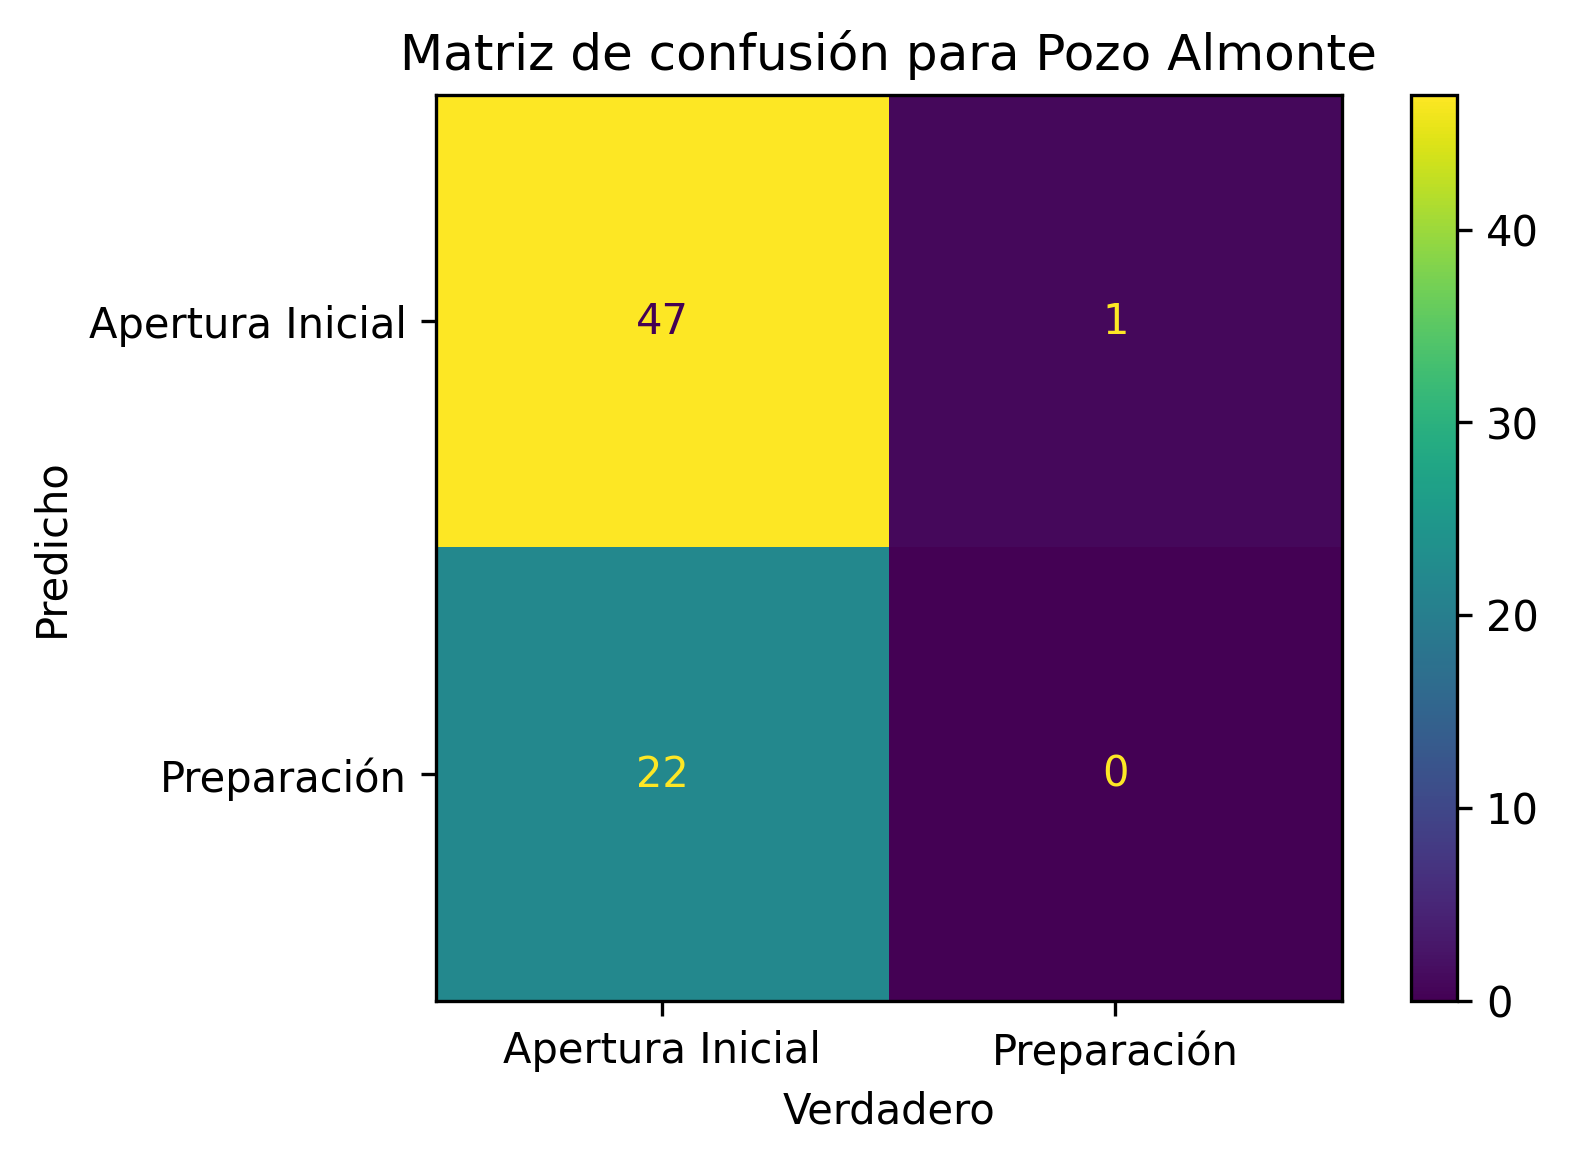 Matriz de confusión para Pozo Almonte
Predicho
Apertura Inicial
47
1
Preparación
22
0
Apertura Inicial
Preparación
Verdadero
40
30
20
10
0